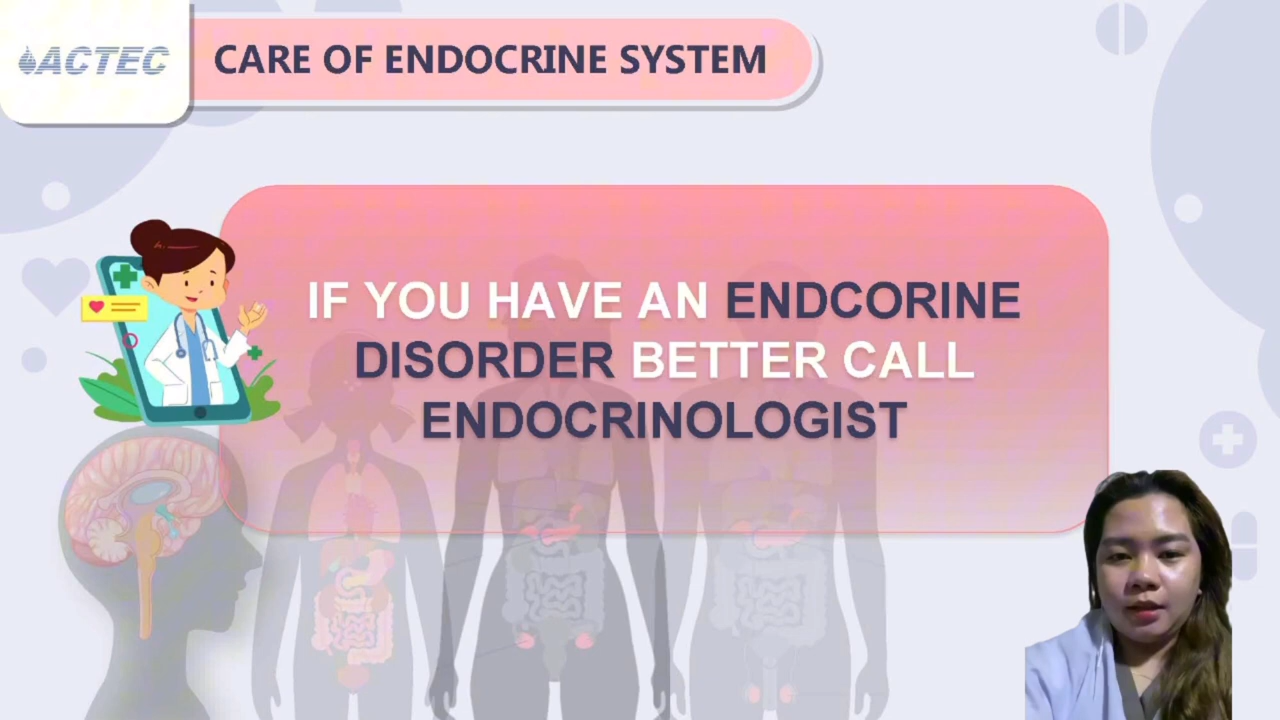 ACTEC
CARE OF ENDOCRINE SYSTEM
IF YOU HAVE AN ENDCORINE
DISORDER BETTER CALL
ENDOCRINOLOGIST